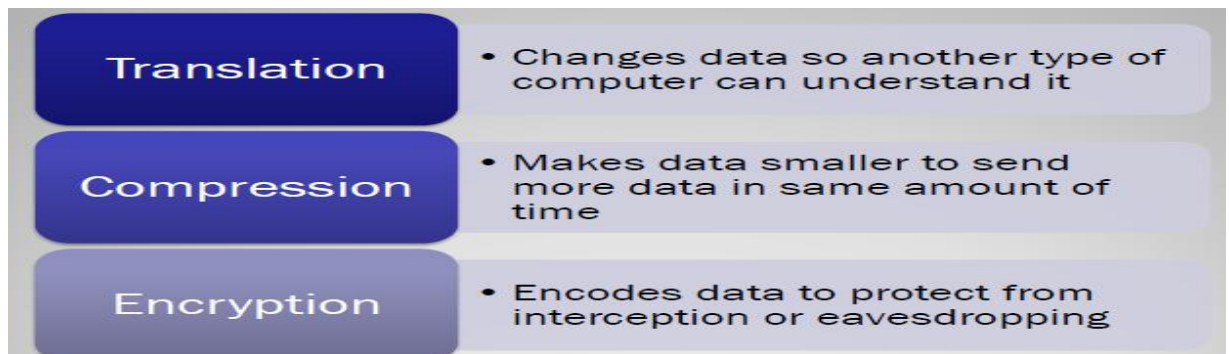 Translation
• Changes data so another type of
computer can understand it
Compression
• Makes data smaller to send
more data in same amount of
time
Encryption
• Encodes data to protect from
interception or eavesdropping